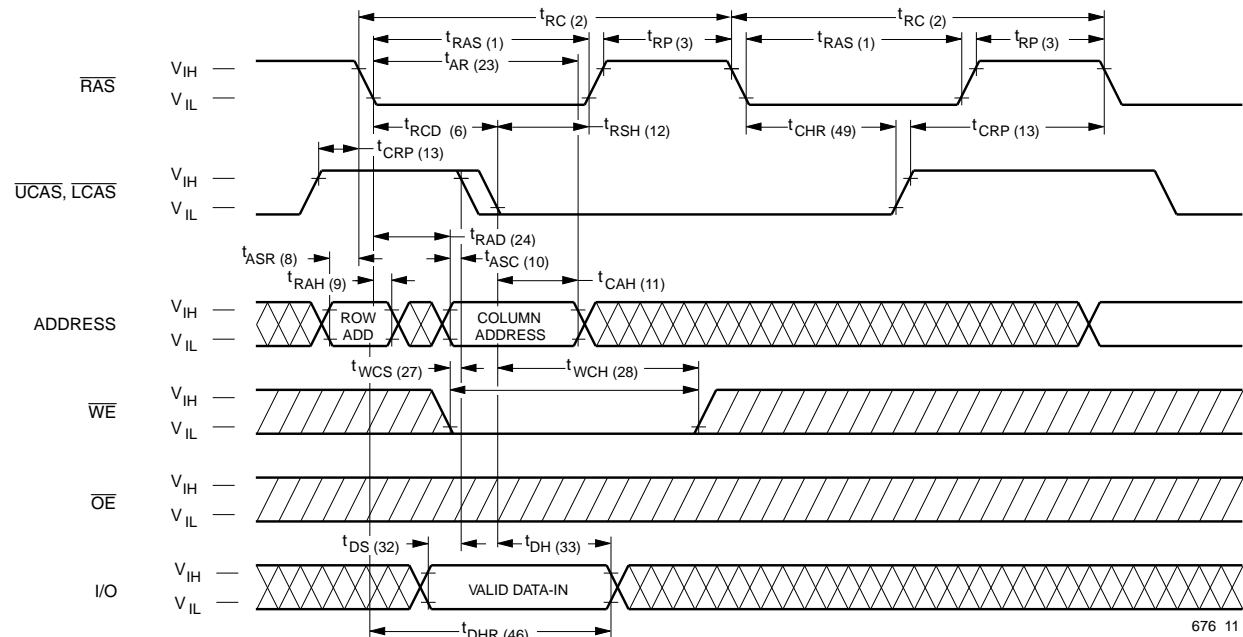 tRC (2) tRC (2)
tRAS (1) tRP (3) tRAS (1) tRP (3)
tAR (23)
RAS VIH VIL
tRCD (6) tRSH (12) tCHR (49) tCRP (13)
tCRP (13)
UCAS, LCAS VIH VIL
tRAD (24)
tASR (8) tASC (10)
tRAH (9) tCAH (11)
ADDRESS VIH VIL
ROW ADD
COLUMN ADDRESS
tWCS (27) tWCH (28)
WE VIH VIL
OE VIH VIL
tDS (32) tDH (33)
I/O VIH VIL
VALID DATA-IN
tDHR (46)
676 11